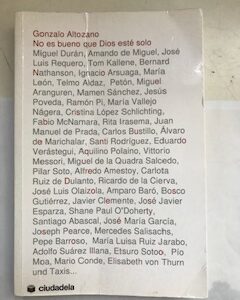 Gonzalo Altozano
No es bueno que Dios esté solo
Miguel Durán, Amando de Miguel, José
Luis Requero, Tom Kallene, Bernard
Nathanson, Ignacio Arsuaga, María
León, Telmo Aldaz, Petón, Miguel
Aranguren, Mamen Sánchez, Jesús
Poveda, Ramón Pi, María Vallejo
Nágera, Cristina López Schlichting,
Fabio McNamara, Rita Irasema, Juan
Manuel de Prada, Carlos Bustillo, Álvaro
de Marichalar, Santi Rodríguez, Eduardo
Verástegui, Aquilino Polaino, Vittorio
Messori, Miguel de la Quadra Salcedo,
Pilar Soto, Alfredo Amestoy, Carlota
Ruiz de Dulanto, Ricardo de la Cierva,
José Luis Olaizola, Amparo Baró, Bosco
Gutiérrez, Javier Clemente, José Javier
Esparza, Shane Paul O'Doherty,
Santiago Abascal, José María García,
Joseph Pearce, Mercedes Salisachs,
Pepe Barroso, María Luisa Ruiz Jarabo,
Adolfo Suárez Illana, Etsuro Sotoo, Pío
Moa, Mario Conde, Elisabeth von Thurn
und Taxis...
ciudadela